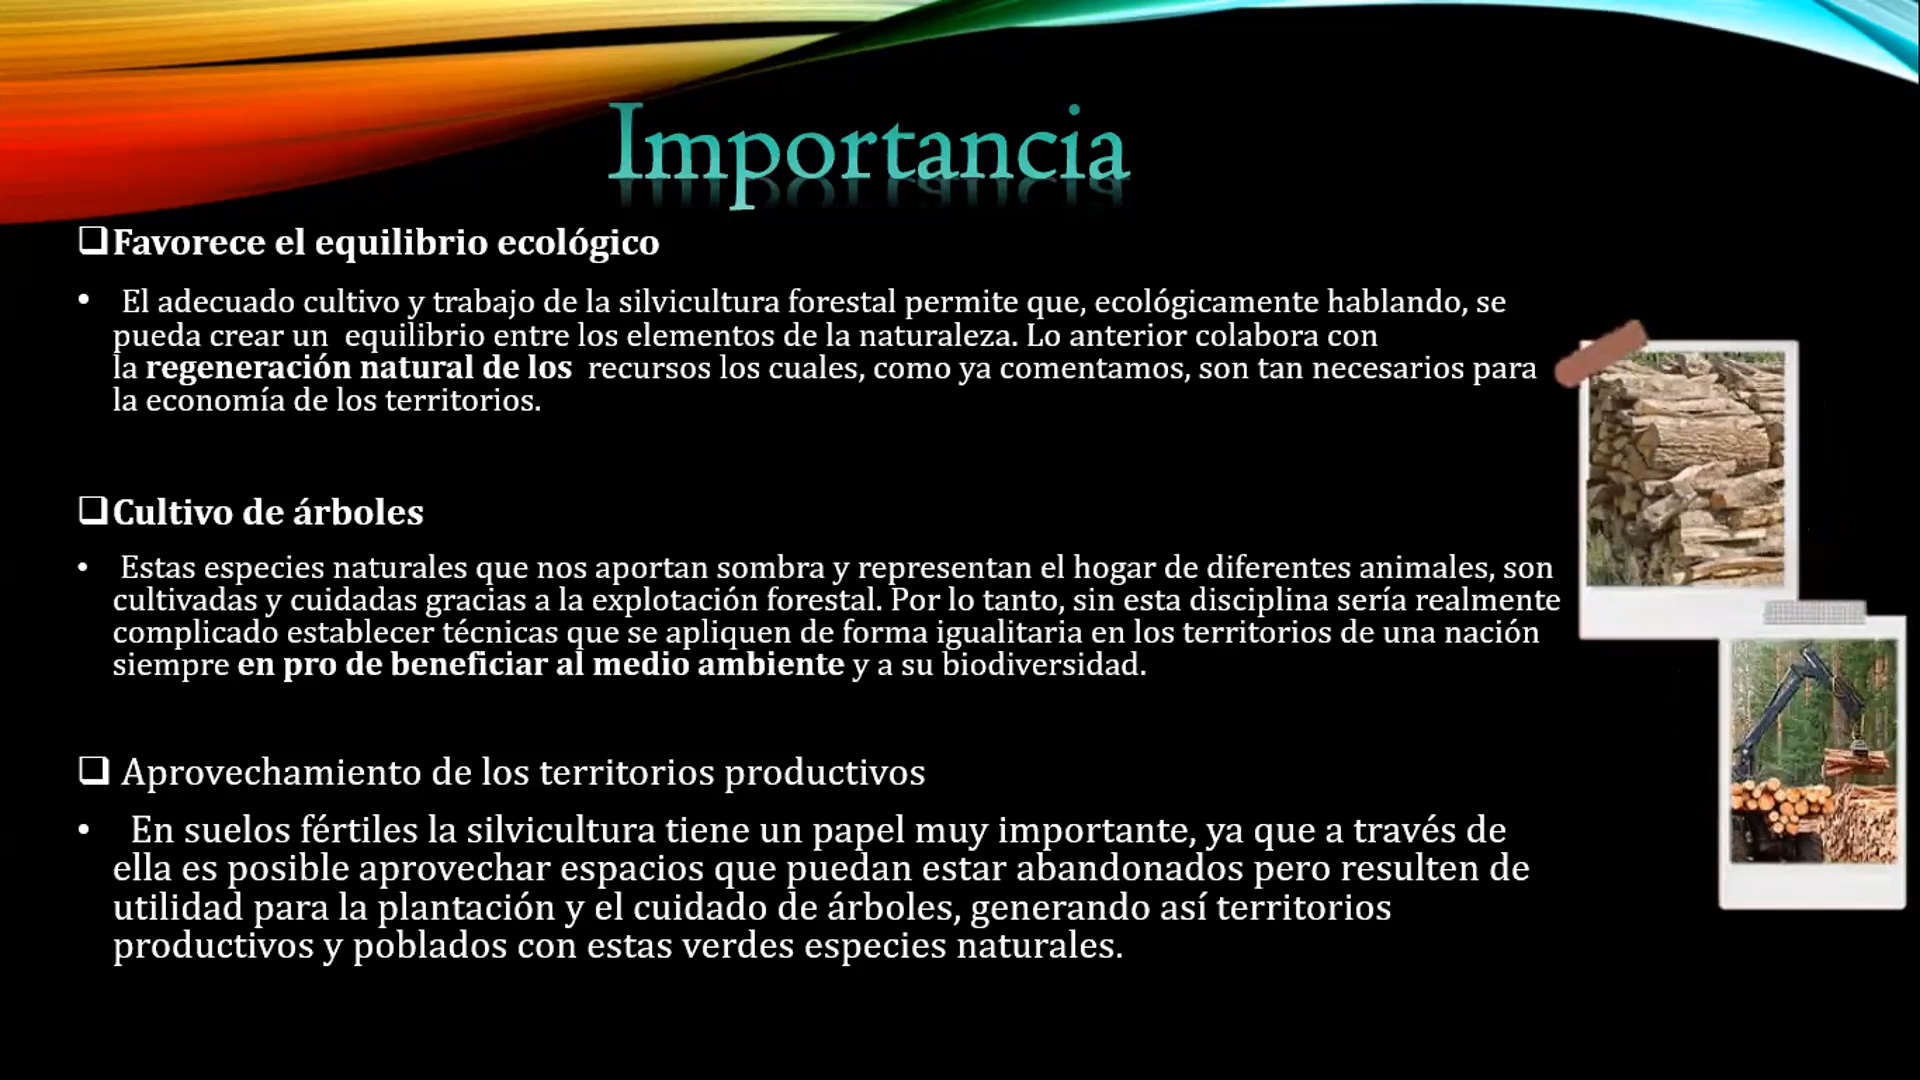 Importancia
❑Favorece el equilibrio ecológico
• El adecuado cultivo y trabajo de la silvicultura forestal permite que, ecológicamente hablando, se
pueda crear un equilibrio entre los elementos de la naturaleza. Lo anterior colabora con
la regeneración natural de los recursos los cuales, como ya comentamos, son tan necesarios para
la economía de los territorios.
❑Cultivo de árboles
• Estas especies naturales que nos aportan sombra y representan el hogar de diferentes animales, son
cultivadas y cuidadas gracias a la explotación forestal. Por lo tanto, sin esta disciplina sería realmente
complicado establecer técnicas que se apliquen de forma igualitaria en los territorios de una nación
siempre en pro de beneficiar al medio ambiente y a su biodiversidad.
❑ Aprovechamiento de los territorios productivos
• En suelos fértiles la silvicultura tiene un papel muy importante, ya que a través de
ella es posible aprovechar espacios que puedan estar abandonados pero resulten de
utilidad para la plantación y el cuidado de árboles, generando así territorios
productivos y poblados con estas verdes especies naturales.